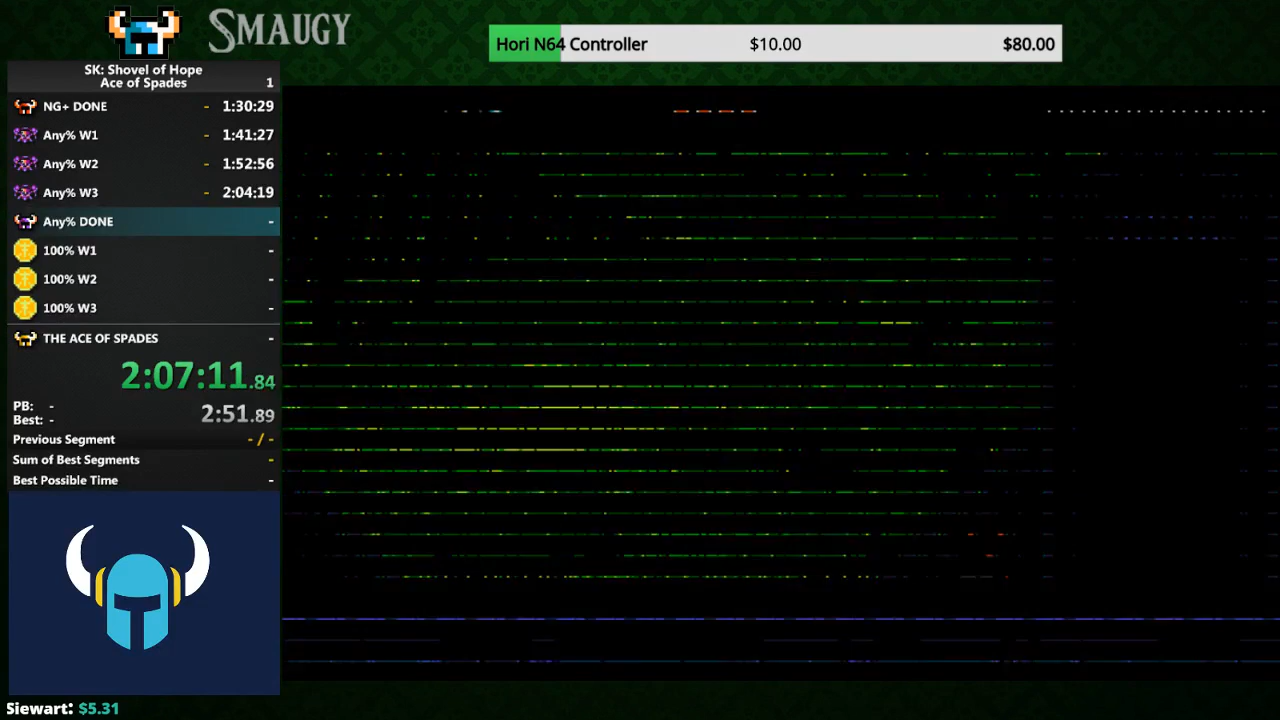 SMAUGY
Hori N64 Controller $10.00 $80.00
SK: Shovel of Hope
Ace of Spades 1
NG+ DONE - 1:30:29
Any% W1 - 1:41:27
Any% W2 - 1:52:56
Any% W3 - 2:04:19
Any% DONE -
100% W1 -
100% W2 -
100% W3 -
THE ACE OF SPADES -
2:07:11.84
PB: -
Best: - 2:51.89
Previous Segment - / -
Sum of Best Segments -
Best Possible Time -
Siewart: $5.31